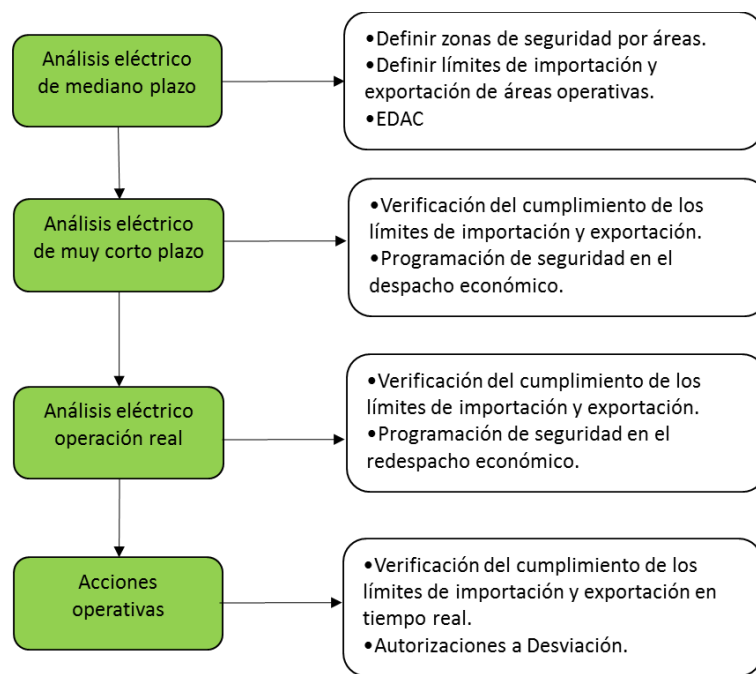 Análisis eléctrico
de mediano plazo
•Definir zonas de seguridad por áreas.
•Definir límites de importación y
exportación de áreas operativas.
•EDAC
Análisis eléctrico
de muy corto plazo
•Verificación del cumplimiento de los
límites de importación y exportación.
•Programación de seguridad en el
despacho económico.
Análisis eléctrico
operación real
•Verificación del cumplimiento de los
límites de importación y exportación.
•Programación de seguridad en el
redespacho económico.
Acciones
operativas
•Verificación del cumplimiento de los
límites de importación y exportación en
tiempo real.
•Autorizaciones a Desviación.